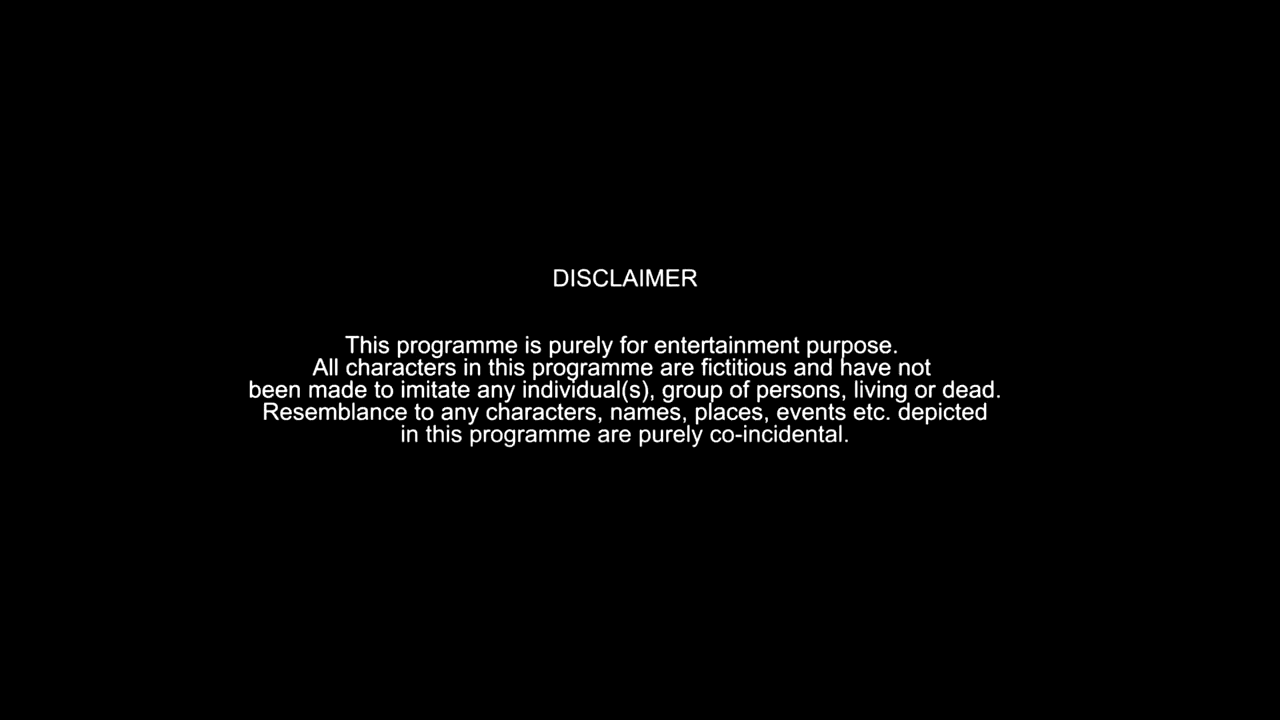 DISCLAIMER
This programme is purely for entertainment purpose.
All characters in this programme are fictitious and have not
been made to imitate any individual(s), group of persons, living or dead.
Resemblance to any characters, names, places, events etc. depicted
in this programme are purely co-incidental.